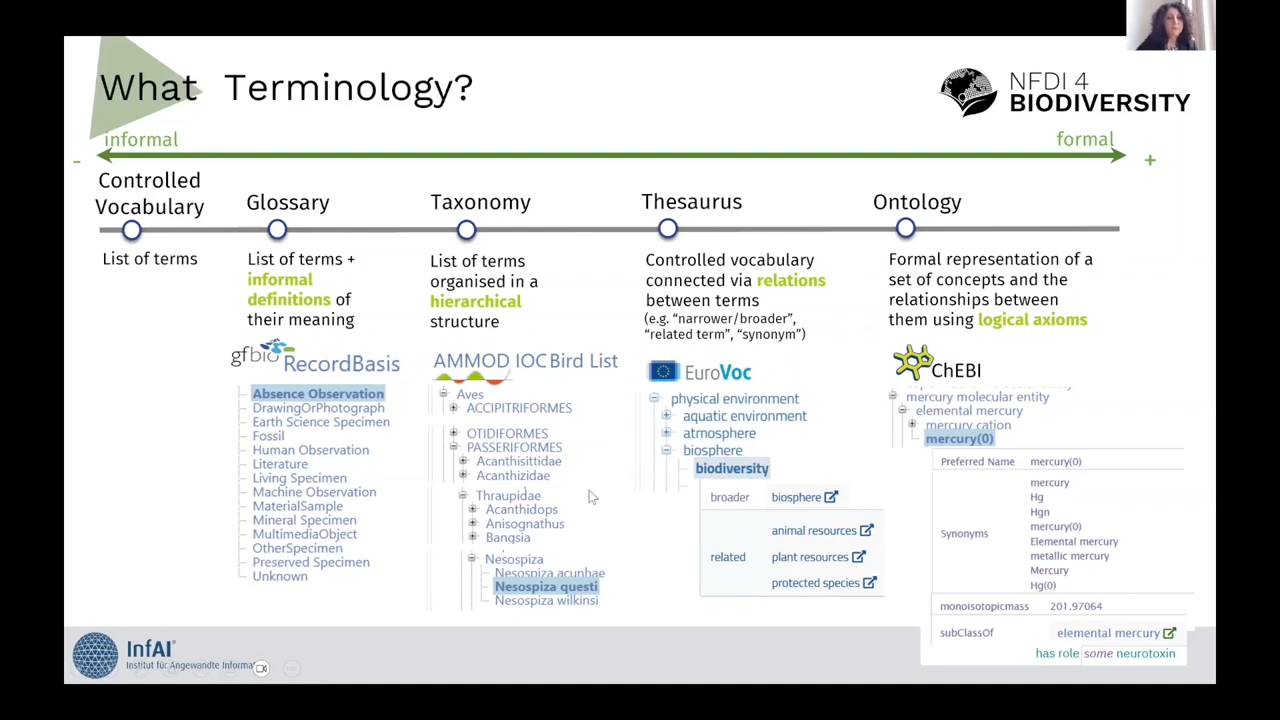 What Terminology?
NFDI 4
BIODIVERSITY
informal
formal
-
+
Controlled
Vocabulary
List of terms
Glossary
List of terms +
informal
definitions of
their meaning
gfbio RecordBasis
Absence Observation
DrawingOrPhotograph
Earth Science Specimen
Fossil
Human Observation
Literature
Living Specimen
Machine Observation
MaterialSample
Mineral Specimen
MultimediaObject
OtherSpecimen
Preserved Specimen
Unknown
Taxonomy
List of terms
organised in a
hierarchical
structure
AMMOD IOC Bird List
Aves
ACCIPITRIFORMES
OTIDIFORMES
PASSERIFORMES
Acanthisittidae
Acanthizidae
Thraupidae
Acanthidops
Anisognathus
Bangsia
Nesospiza
Nesospiza acunhae
Nesospiza questi
Nesospiza wilkinsi
Thesaurus
Controlled vocabulary
connected via relations
between terms
(e.g. “narrower/broader”,
“related term”, “synonym”)
EuroVoc
physical environment
aquatic environment
atmosphere
biosphere
biodiversity
broader biosphere
related
animal resources
plant resources
protected species
Ontology
Formal representation of a
set of concepts and the
relationships between
them using logical axioms
ChEBI
mercury molecular entity
elemental mercury
mercury cation
mercury(0)
Preferred Name mercury(0)
Synonyms
mercury
Hg
Hgn
mercury(0)
Elemental mercury
metallic mercury
Mercury
Hg(0)
monoisotopicmass 201.97064
subClassOf elemental mercury
has role some neurotoxin
InfAI
Institut für Angewandte